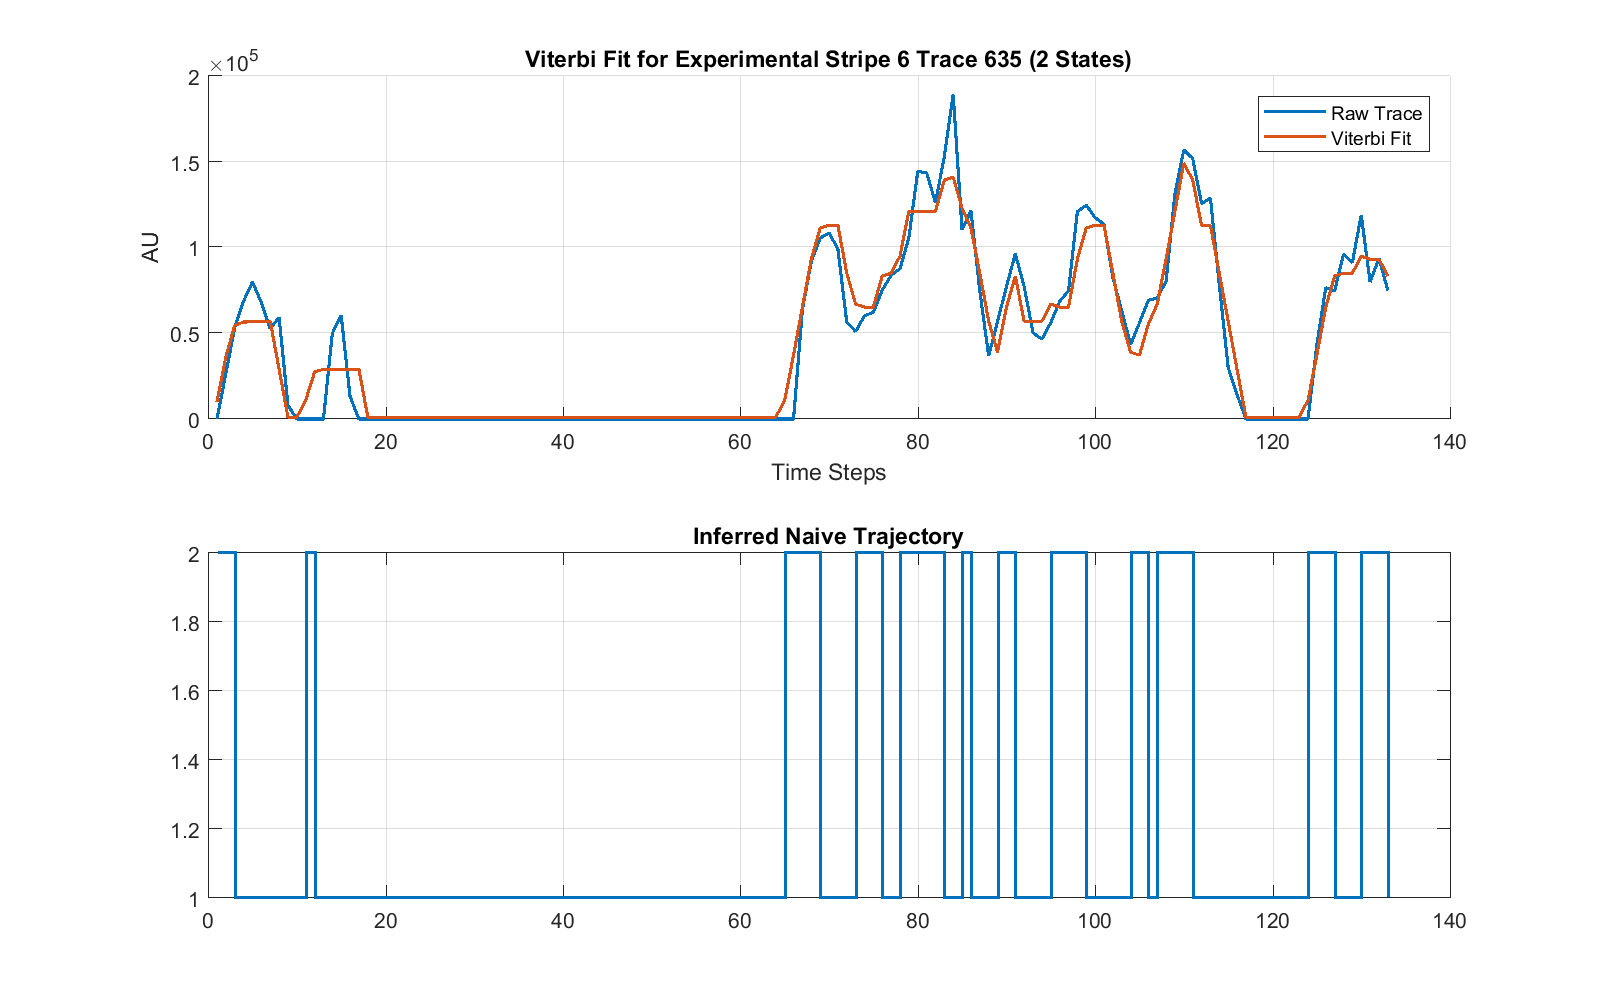 Viterbi Fit for Experimental Stripe 6 Trace 635 (2 States)
×10⁵
2
1.5
1
0.5
0
AU
Raw Trace
Viterbi Fit
0 20 40 60 80 100 120 140
Time Steps
Inferred Naive Trajectory
2
1.8
1.6
1.4
1.2
1
0 20 40 60 80 100 120 140